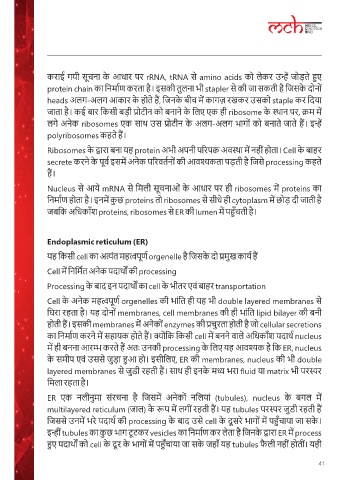 mch
कराई गयी सूचना के आधार पर rRNA, tRNA से amino acids को लेकर उन्हें जोड़ते हुए
protein chain का निर्माण करता है। इसकी तुलना भी stapler से की जा सकती है जिसके दोनों
heads अलग-अलग आकार के होते हैं, जिनके बीच में कागज़ रखकर उसको staple कर दिया
जाता है। कई बार किसी बड़ी प्रोटीन को बनाने के लिए एक ही ribosome के स्थान पर, क्रम में
लगे अनेक ribosomes एक साथ उस प्रोटीन के अलग-अलग भागों को बनाते जाते हैं। इन्हें
polyribosomes कहते हैं।
Ribosomes के द्वारा बना यह protein अभी अपनी परिपक्व अवस्था में नहीं होता। Cell के बाहर
secrete करने के पूर्व इसमें अनेक परिवर्तनों की आवश्यकता पड़ती है जिसे processing कहते
हैं।
Nucleus से आये mRNA से मिली सूचनाओं के आधार पर ही ribosomes में proteins का
निर्माण होता है। इनमें कुछ proteins तो ribosomes से सीधे ही cytoplasm में छोड़ दी जाती है
जबकि अधिकाँश proteins, ribosomes से ER की lumen में पहुँचती है।
Endoplasmic reticulum (ER)
यह किसी cell का अत्यंत महत्वपूर्ण organelle है जिसके दो प्रमुख कार्य हैं
Cell में निर्मित अनेक पदार्थों की processing
Processing के बाद इन पदार्थों का cell के भीतर एवं बाहर transportation
Cell के अनेक महत्वपूर्ण organelles की भांति ही यह भी double layered membranes से
घिरा रहता है। यह दोनों membranes, cell membranes की ही भांति lipid bilayer की बनी
होती हैं। इसकी membranes में अनेकों enzymes की प्रचुरता होती है जो cellular secretions
का निर्माण करने में सहायक होते हैं। क्योंकि किसी cell में बनने वाले अधिकाँश पदार्थ nucleus
में ही बनना आरम्भ करते हैं अतः उनकी processing के लिए यह आवश्यक है कि ER, nucleus
के समीप एवं उससे जुड़ा हुआ हो। इसीलिए, ER की membranes, nucleus की भी double
layered membranes से जुड़ी रहती हैं। साथ ही इनके मध्य भरा fluid या matrix भी परस्पर
मिला रहता है।
ER एक नलीनुमा संरचना है जिसमें अनेकों नलियां (tubules), nucleus के बगल में
multilayered reticulum (जाल) के रूप में लगीं रहती हैं। यह tubules परस्पर जुड़ी रहती हैं
जिससे उनमें भरे पदार्थ की processing के बाद उसे cell के दूसरे भागों में पहुँचाया जा सके।
इन्हीं tubules का कुछ भाग टूटकर vesicles का निर्माण कर लेता है जिनके द्वारा ER में process
हुए पदार्थों को cell के दूर के भागों में पहुँचाया जा सके जहाँ यह tubules फैली नहीं होतीं। यही
41